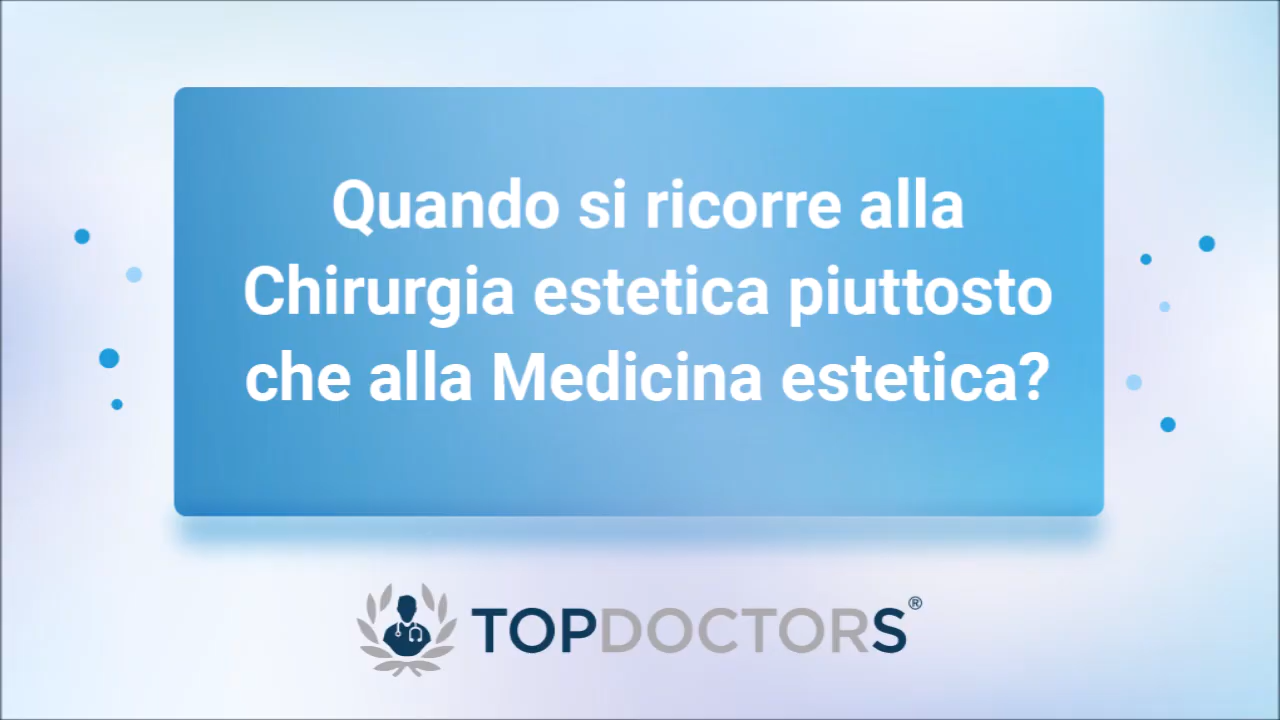 Quando si ricorre alla
Chirurgia estetica piuttosto
che alla Medicina estetica?
TOPDOCTORS®